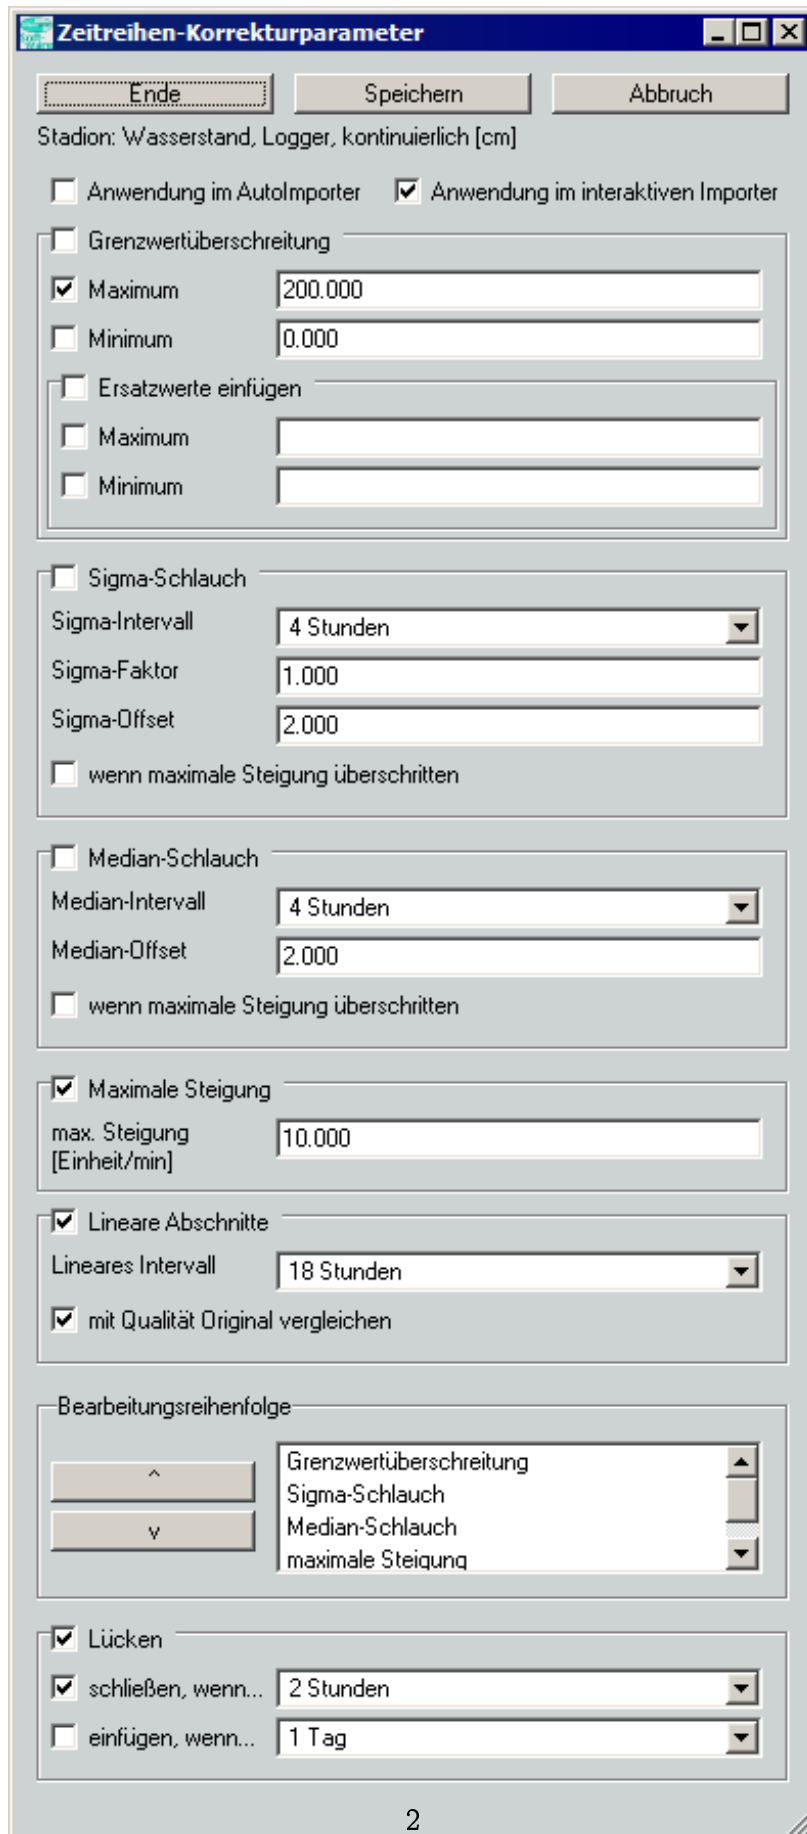 Zeitreihen-Korrekturparameter
Ende Speichern Abbruch
Stadion: Wasserstand, Logger, kontinuierlich [cm]
Anwendung im AutoImporter Anwendung im interaktiven Importer
Grenzwertüberschreitung
Maximum 200.000
Minimum 0.000
Ersatzwerte einfügen
Maximum
Minimum
Sigma-Schlauch
Sigma-Intervall 4 Stunden
Sigma-Faktor 1.000
Sigma-Offset 2.000
wenn maximale Steigung überschritten
Median-Schlauch
Median-Intervall 4 Stunden
Median-Offset 2.000
wenn maximale Steigung überschritten
Maximale Steigung
max. Steigung 10.000
[Einheit/min]
Lineare Abschnitte
Lineares Intervall 18 Stunden
mit Qualität Original vergleichen
Bearbeitungsreihenfolge
^ Grenzwertüberschreitung
Sigma-Schlauch
v Median-Schlauch
maximale Steigung
Lücken
schließen, wenn... 2 Stunden
einfügen, wenn... 1 Tag
2